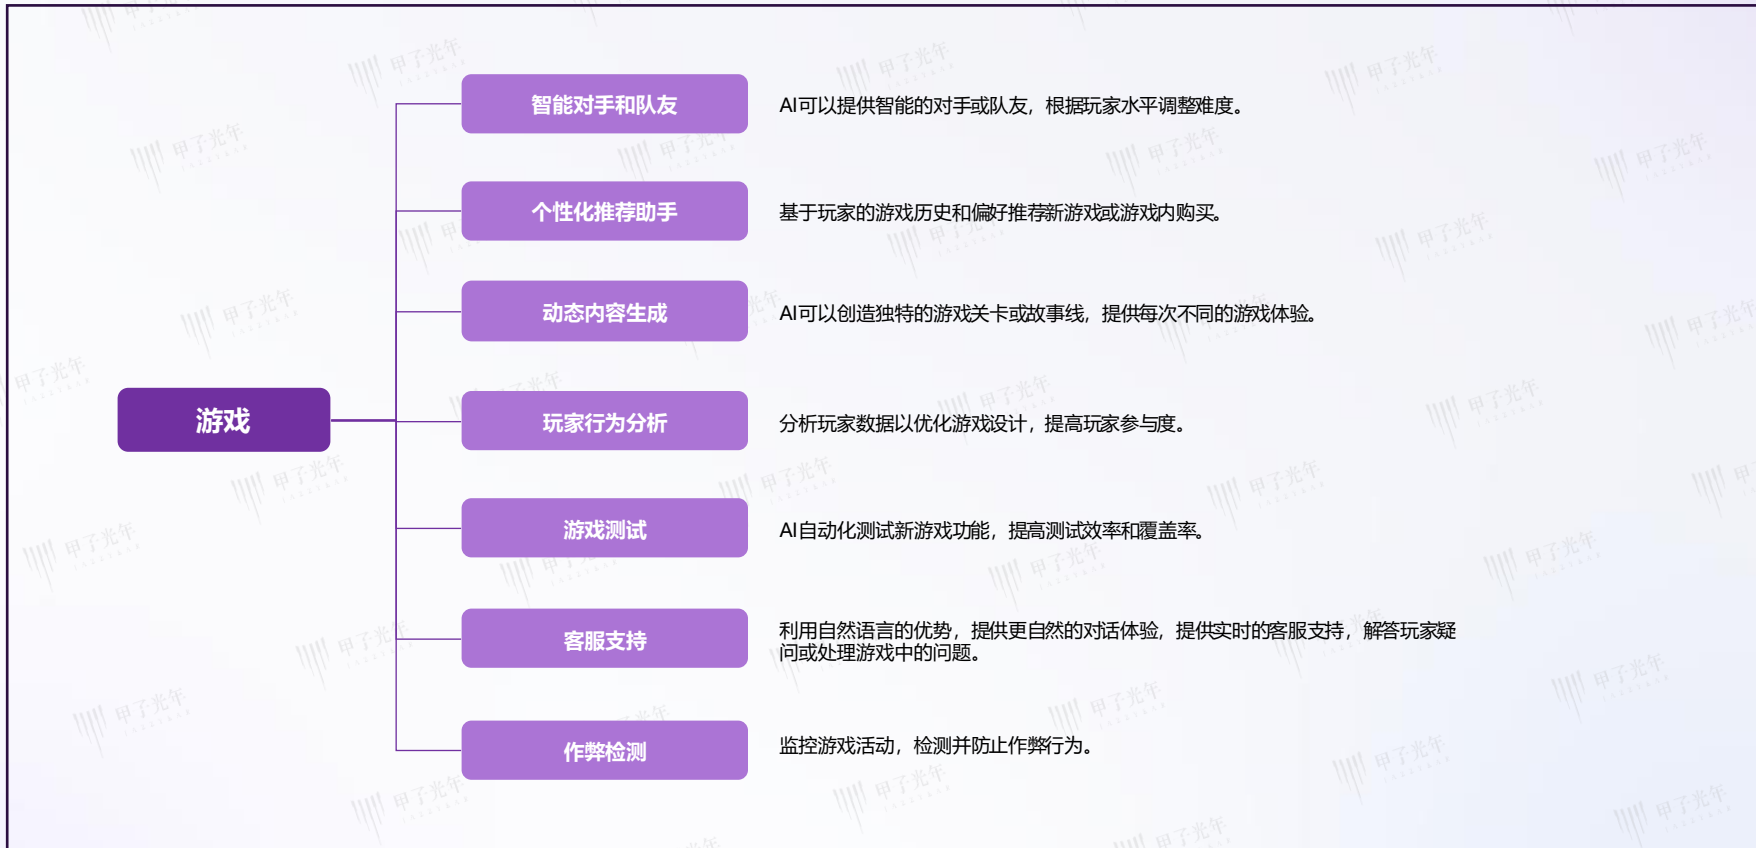 智能对手和队友
AI可以提供智能的对手或队友，根据玩家水平调整难度。
个性化推荐助手
基于玩家的游戏历史和偏好推荐新游戏或游戏内购买。
动态内容生成
AI可以创造独特的游戏关卡或故事线，提供每次不同的游戏体验。
游戏
玩家行为分析
分析玩家数据以优化游戏设计，提高玩家参与度。
游戏测试
AI自动化测试新游戏功能，提高测试效率和覆盖率。
客服支持
利用自然语言的优势，提供更自然的对话体验，提供实时的客服支持，解答玩家疑
问或处理游戏中的问题。
作弊检测
监控游戏活动，检测并防止作弊行为。
甲子光年